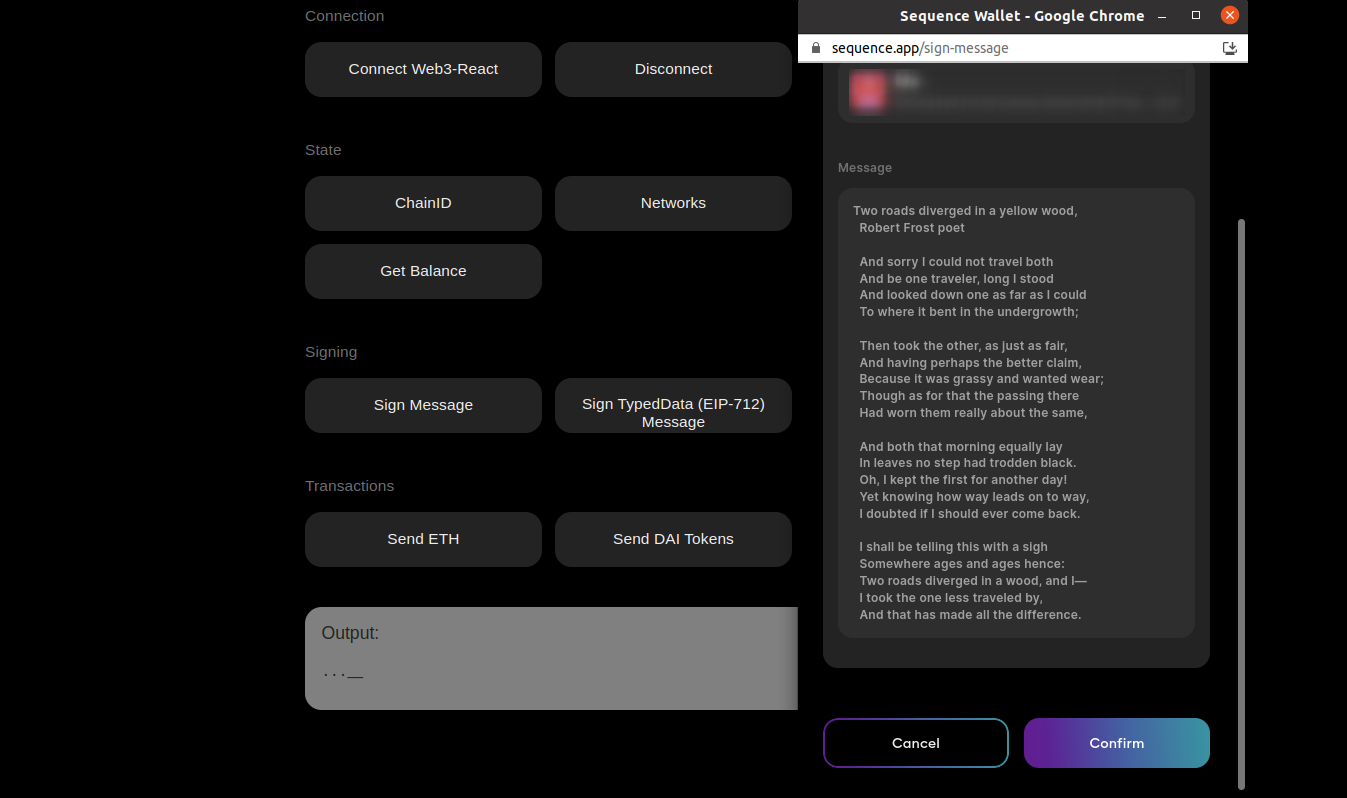 Connection
Connect Web3-React
Disconnect
State
ChainID
Networks
Get Balance
Signing
Sign Message
Sign TypedData (EIP-712)
Message
Transactions
Send ETH
Send DAI Tokens
Output:
...
Sequence Wallet - Google Chrome
sequence.app/sign-message
Message
Two roads diverged in a yellow wood,
Robert Frost poet
And sorry I could not travel both
And be one traveler, long I stood
And looked down one as far as I could
To where it bent in the undergrowth;
Then took the other, as just as fair,
And having perhaps the better claim,
Because it was grassy and wanted wear;
Though as for that the passing there
Had worn them really about the same,
And both that morning equally lay
In leaves no step had trodden black.
Oh, I kept the first for another day!
Yet knowing how way leads on to way,
I doubted if I should ever come back.
I shall be telling this with a sigh
Somewhere ages and ages hence:
Two roads diverged in a wood, and I—
I took the one less traveled by,
And that has made all the difference.
Cancel
Confirm